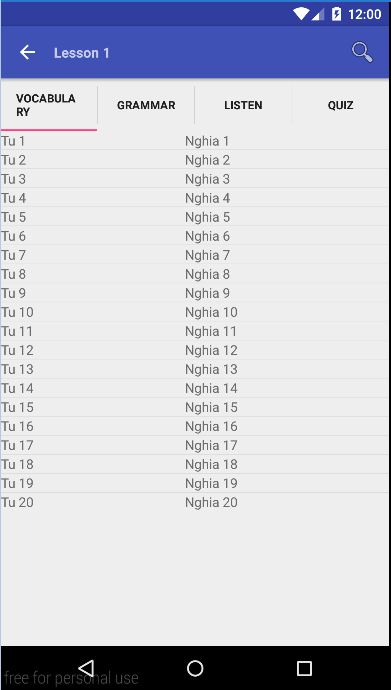 12:00
Lesson 1
VOCABULA
RY
GRAMMAR
LISTEN
QUIZ
Tu 1 Nghia 1
Tu 2 Nghia 2
Tu 3 Nghia 3
Tu 4 Nghia 4
Tu 5 Nghia 5
Tu 6 Nghia 6
Tu 7 Nghia 7
Tu 8 Nghia 8
Tu 9 Nghia 9
Tu 10 Nghia 10
Tu 11 Nghia 11
Tu 12 Nghia 12
Tu 13 Nghia 13
Tu 14 Nghia 14
Tu 15 Nghia 15
Tu 16 Nghia 16
Tu 17 Nghia 17
Tu 18 Nghia 18
Tu 19 Nghia 19
Tu 20 Nghia 20
free for personal use